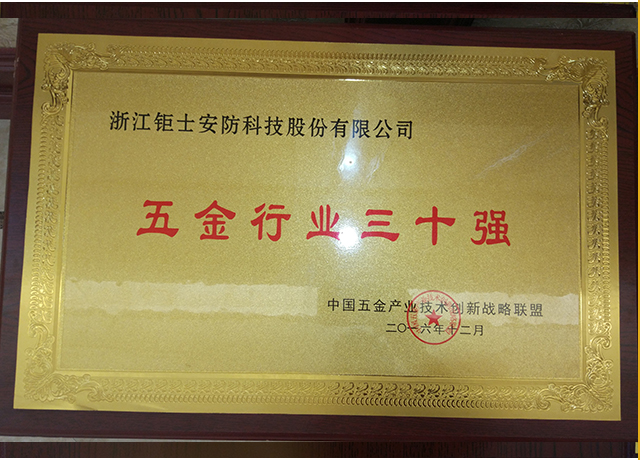 浙江钜士安防科技股份有限公司
五金行业三十强
中国五金产业技术创新战略联盟
二〇一六年十二月